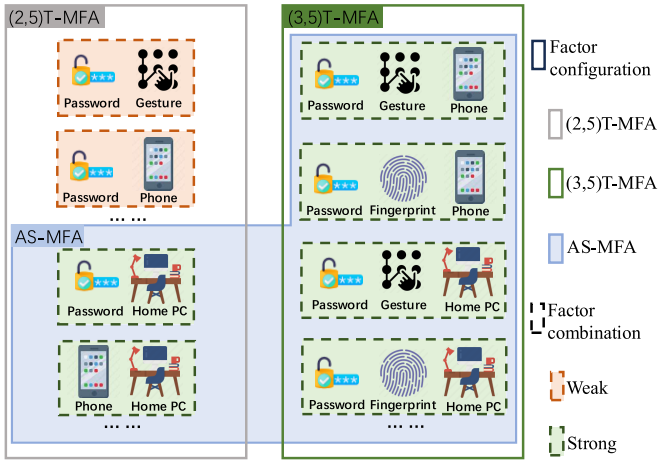 (2,5)T-MFA
Password Gesture
Password Phone
... ...
AS-MFA
Password Home PC
Phone Home PC
... ...
(3,5)T-MFA
Password Gesture Phone
Password Fingerprint Phone
Password Gesture Home PC
Password Fingerprint Home PC
... ...
Factor
configuration
(2,5)T-MFA
(3,5)T-MFA
AS-MFA
Factor
combination
Weak
Strong